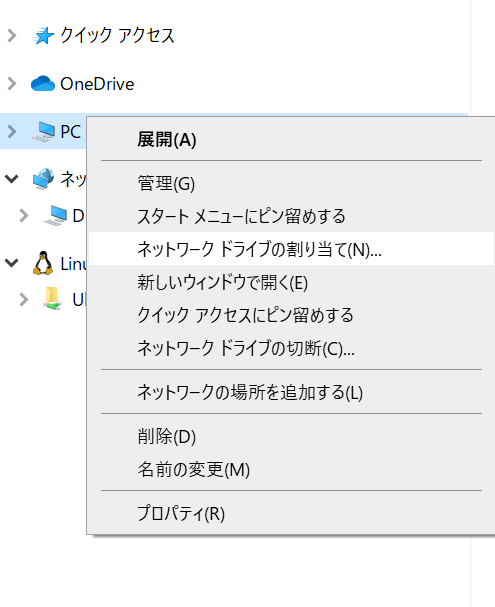 クイック アクセス
OneDrive
PC
展開(A)
管理(G)
ネッ
スタート メニューにピン留めする
D
ネットワーク ドライブの割り当て(N)...
Linu
新しいウィンドウで開く(E)
クイック アクセスにピン留めする
ネットワーク ドライブの切断(C)...
ネットワークの場所を追加する(L)
削除(D)
名前の変更(M)
プロパティ(R)